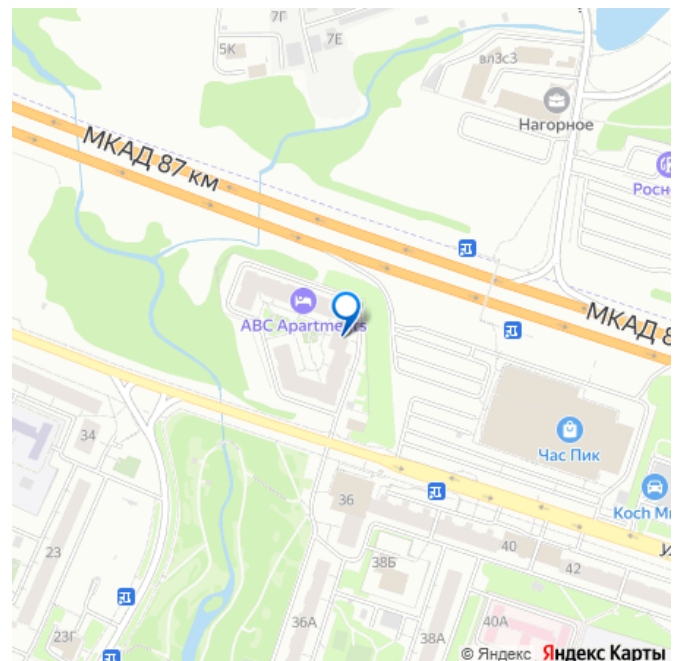 7Г
5К
7Е
вл3с3
Нагорное
МКАД 87 км
Росн
ABC Apartments
МКАД 8
34
Час Пик
Koch M
36
23
40
У
38Б
42
36А
40А
38А
23Г
© Яндекс Яндекс Карты